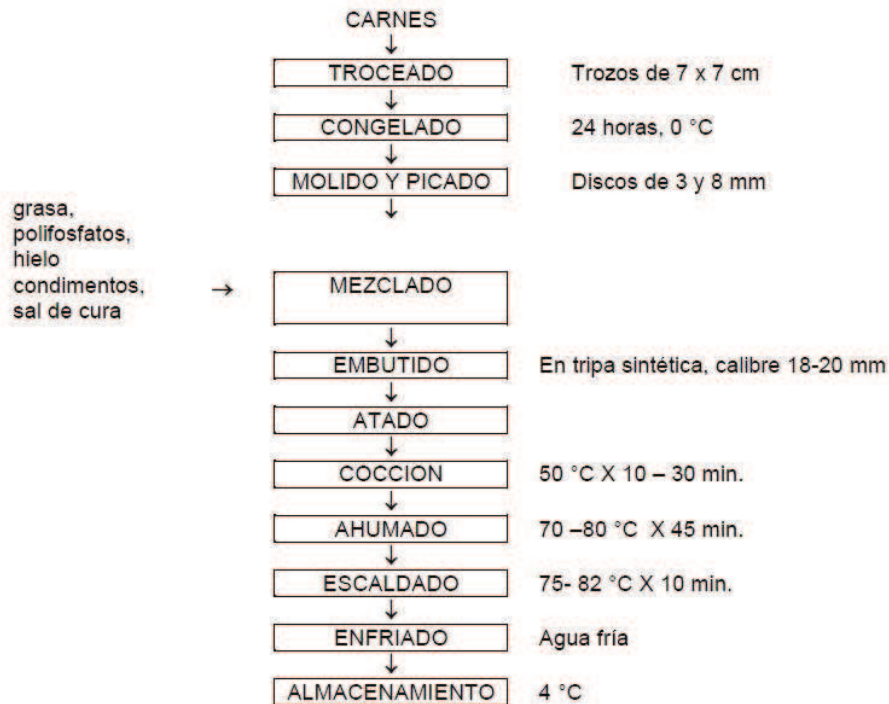 CARNES
↓
TROCEADO Trozos de 7 x 7 cm
↓
CONGELADO 24 horas, 0 °C
↓
MOLIDO Y PICADO Discos de 3 y 8 mm
↓
grasa,
polifosfatos,
hielo
condimentos,
sal de cura
→
MEZCLADO
↓
EMBUTIDO En tripa sintética, calibre 18-20 mm
↓
ATADO
↓
COCCION 50 °C X 10 – 30 min.
↓
AHUMADO 70 –80 °C X 45 min.
↓
ESCALDADO 75- 82 °C X 10 min.
↓
ENFRIADO Agua fría
↓
ALMACENAMIENTO 4 °C